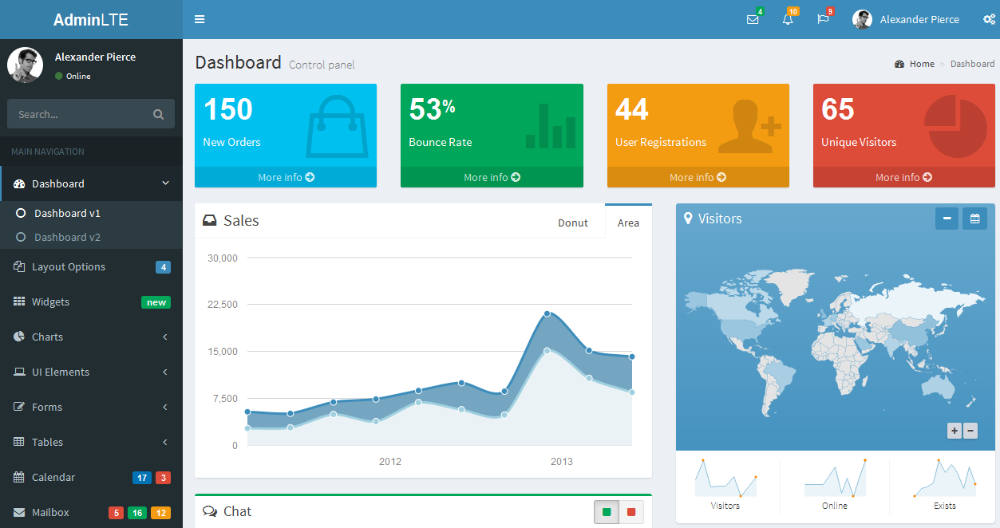 AdminLTE
4
10
9
Alexander Pierce
Alexander Pierce
Online
Search...
MAIN NAVIGATION
Dashboard
Dashboard v1
Dashboard v2
Layout Options 4
Widgets new
Charts
UI Elements
Forms
Tables
Calendar 17 3
Mailbox 5 16 12
Dashboard Control panel
Home > Dashboard
150
New Orders
More info
53%
Bounce Rate
More info
44
User Registrations
More info
65
Unique Visitors
More info
Sales
Donut Area
30,000
22,500
15,000
7,500
0
2012 2013
Chat
Visitors
+ −
Visitors Online Exists